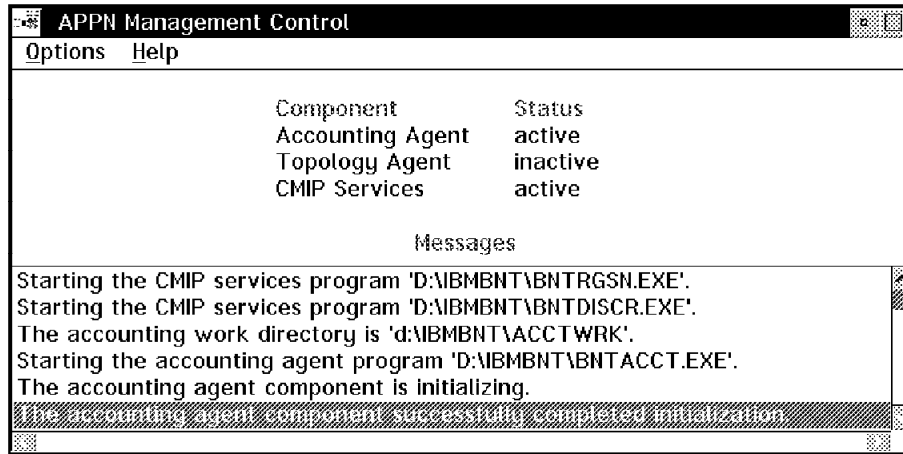 APPN Management Control
Options Help
Component Status
Accounting Agent active
Topology Agent inactive
CMIP Services active
Messages
Starting the CMIP services program 'D:\IBMBNT\BNTRGSN.EXE'.
Starting the CMIP services program 'D:\IBMBNT\BNTDISCR.EXE'.
The accounting work directory is 'd:\IBMBNT\ACCTWRK'.
Starting the accounting agent program 'D:\IBMBNT\BNTACCT.EXE'.
The accounting agent component is initializing.
The accounting agent component successfully completed initialization.